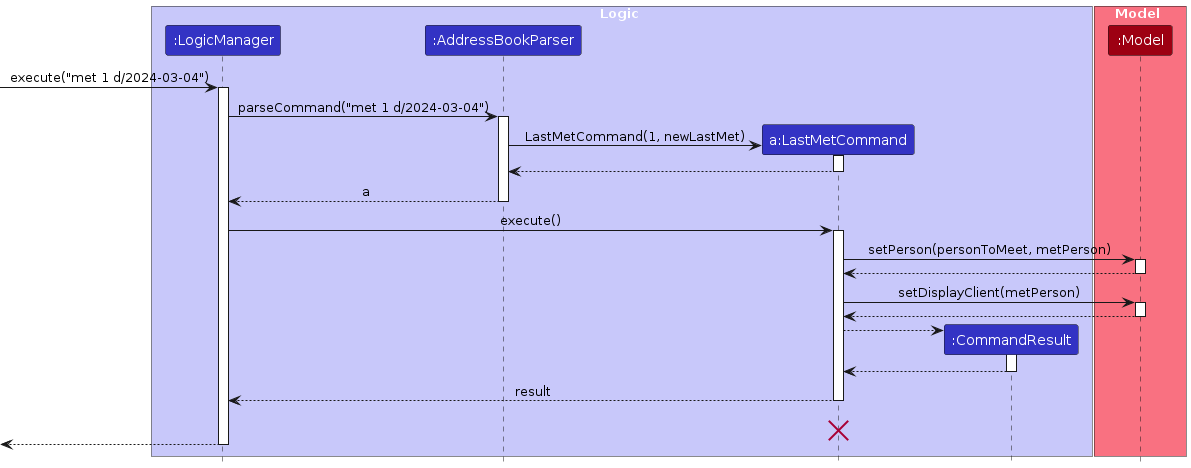 Logic
Model
:LogicManager
:AddressBookParser
:Model
execute("met 1 d/2024-03-04")
parseCommand("met 1 d/2024-03-04")
LastMetCommand(1, newLastMet)
a:LastMetCommand
a
execute()
setPerson(personToMeet, metPerson)
setDisplayClient(metPerson)
:CommandResult
result